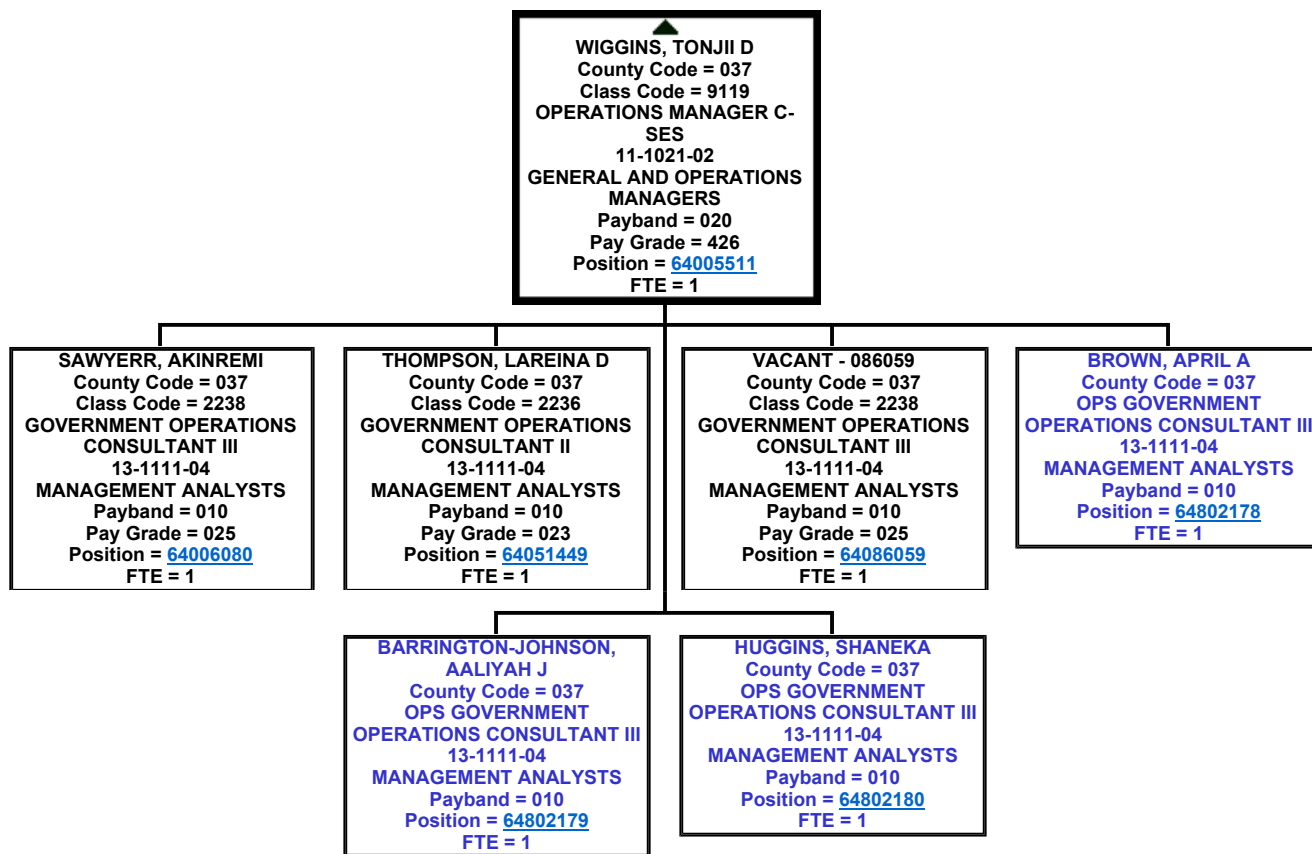 WIGGINS, TONJII D
County Code = 037
Class Code = 9119
OPERATIONS MANAGER C-
SES
11-1021-02
GENERAL AND OPERATIONS
MANAGERS
Payband = 020
Pay Grade = 426
Position = 64005511
FTE = 1
SAWYERR, AKINREMI
County Code = 037
Class Code = 2238
GOVERNMENT OPERATIONS
CONSULTANT III
13-1111-04
MANAGEMENT ANALYSTS
Payband = 010
Pay Grade = 025
Position = 64006080
FTE = 1
THOMPSON, LAREINA D
County Code = 037
Class Code = 2236
GOVERNMENT OPERATIONS
CONSULTANT II
13-1111-04
MANAGEMENT ANALYSTS
Payband = 010
Pay Grade = 023
Position = 64051449
FTE = 1
VACANT - 086059
County Code = 037
Class Code = 2238
GOVERNMENT OPERATIONS
CONSULTANT III
13-1111-04
MANAGEMENT ANALYSTS
Payband = 010
Pay Grade = 025
Position = 64086059
FTE = 1
BROWN, APRIL A
County Code = 037
OPS GOVERNMENT
OPERATIONS CONSULTANT III
13-1111-04
MANAGEMENT ANALYSTS
Payband = 010
Position = 64802178
FTE = 1
BARRINGTON-JOHNSON,
AALIYAH J
County Code = 037
OPS GOVERNMENT
OPERATIONS CONSULTANT III
13-1111-04
MANAGEMENT ANALYSTS
Payband = 010
Position = 64802179
FTE = 1
HUGGINS, SHANEKA
County Code = 037
OPS GOVERNMENT
OPERATIONS CONSULTANT III
13-1111-04
MANAGEMENT ANALYSTS
Payband = 010
Position = 64802180
FTE = 1